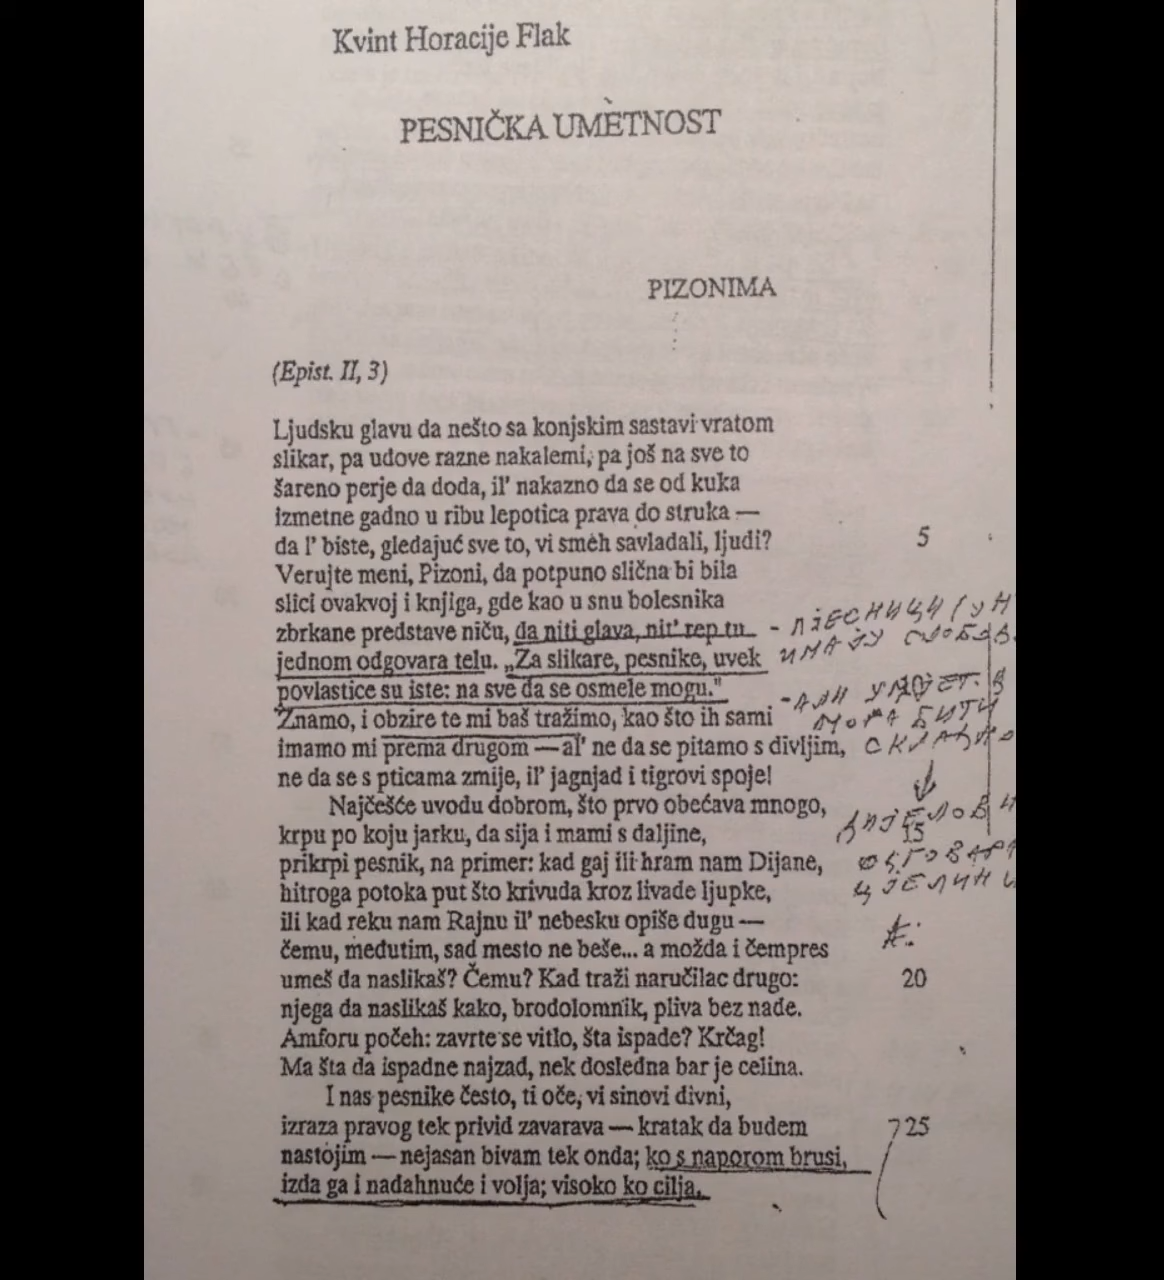 Kvint Horacije Flak
PESNIČKA UMETNOST
PIZONIMA
(Epist. II, 3)
Ljudsku glavu da nešto sa konjskim sastavi vratom
slikar, pa udove razne nakalemi, pa još na sve to
šareno perje da doda, il' nakazno da se od kuka
izmetne gadno u ribu lepotica prava do struka —
da l' biste, gledajuć sve to, vi smeh savladali, ljudi? 5
Verujte meni, Pizoni, da potpuno slična bi bila
slici ovakvoj i knjiga, gde kao u snu bolesnika
zbrkane predstave niču, da niti glava, nit' rep tu - ПЈЕСНИЦИ
jednom odgovara telu. „Za slikare, pesnike, uvek ИМАЈУ СЛОБОД
povlastice su iste: na sve da se osmele mogu."
Znamo, i obzire te mi baš tražimo, kao što ih sami - АЛИ УМЈЕТ.
МОРА БИТИ
imamo mi prema drugom — al' ne da se pitamo s divljim, СКЛАДНО
ne da se s pticama zmije, il' jagnjad i tigrovi spoje!
Najčešće uvodu dobrom, što prvo obećava mnogo, ДИЈЕЛОВИ
krpu po koju jarku, da sija i mami s daljine, 15
prikrpi pesnik, na primer: kad gaj ili hram nam Dijane, ОДГОВАРА
hitroga potoka put što krivuda kroz livade ljupke, ЦЈЕЛИНИ
ili kad reku nam Rajnu il' nebesku opiše dugu —
čemu, međutim, sad mesto ne beše... a možda i čempres
umeš da naslikaš? Čemu? Kad traži naručilac drugo: 20
njega da naslikaš kako, brodolomnik, pliva bez nade.
Amforu počeh: zavrte se vitlo, šta ispade? Krčag!
Ma šta da ispadne najzad, nek dosledna bar je celina.
I nas pesnike često, ti oče, vi sinovi divni,
izraza pravog tek privid zavarava — kratak da budem 25
nastojim — nejasan bivam tek onda; ko s naporom brusi,
izda ga i nadahnuće i volja; visoko ko cilja,